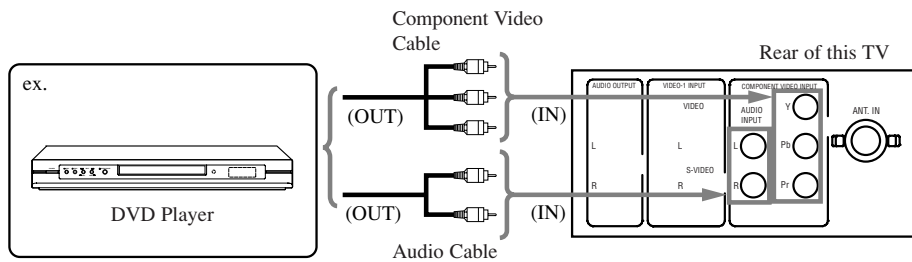 Component Video
Cable
Rear of this TV
ex.
AUDIO OUTPUT
VIDEO-1 INPUT
COMPONENT VIDEO INPUT
VIDEO
AUDIO
INPUT
Y
ANT. IN
(OUT)
(IN)
L
L
L
Pb
S-VIDEO
R
R
R
Pr
DVD Player
(OUT)
(IN)
Audio Cable